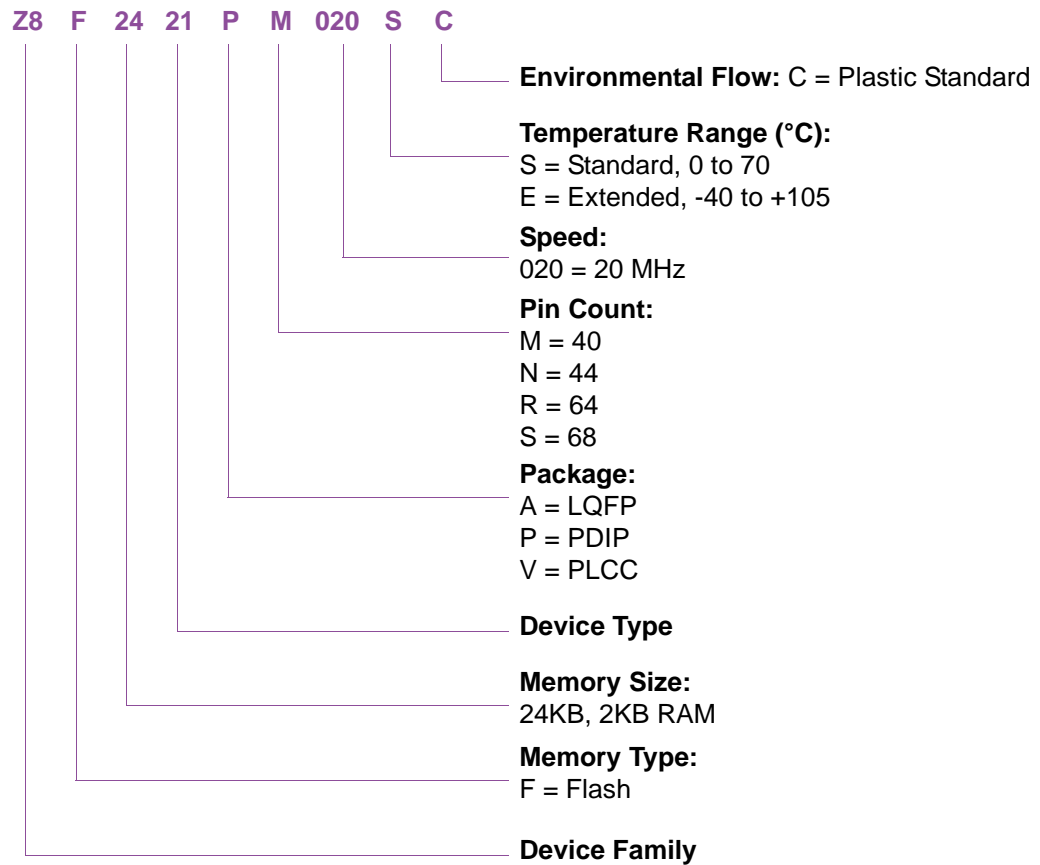 Z8 F 24 21 P M 020 S C
Environmental Flow: C = Plastic Standard
Temperature Range (°C):
S = Standard, 0 to 70
E = Extended, -40 to +105
Speed:
020 = 20 MHz
Pin Count:
M = 40
N = 44
R = 64
S = 68
Package:
A = LQFP
P = PDIP
V = PLCC
Device Type
Memory Size:
24KB, 2KB RAM
Memory Type:
F = Flash
Device Family